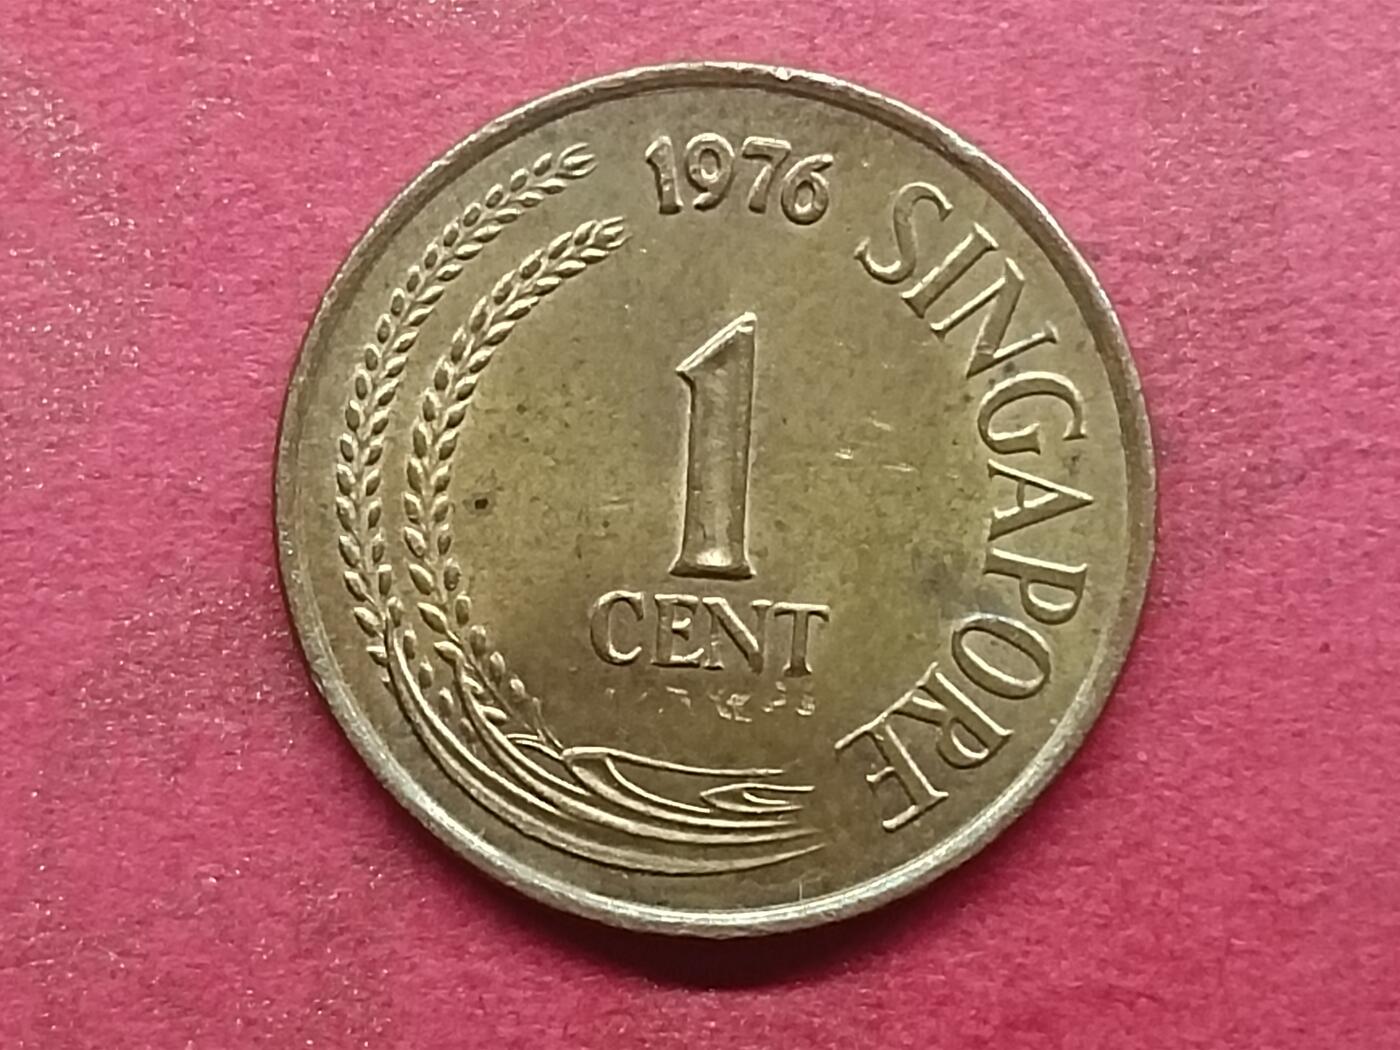 1976
SINGAPORE
1
CENT